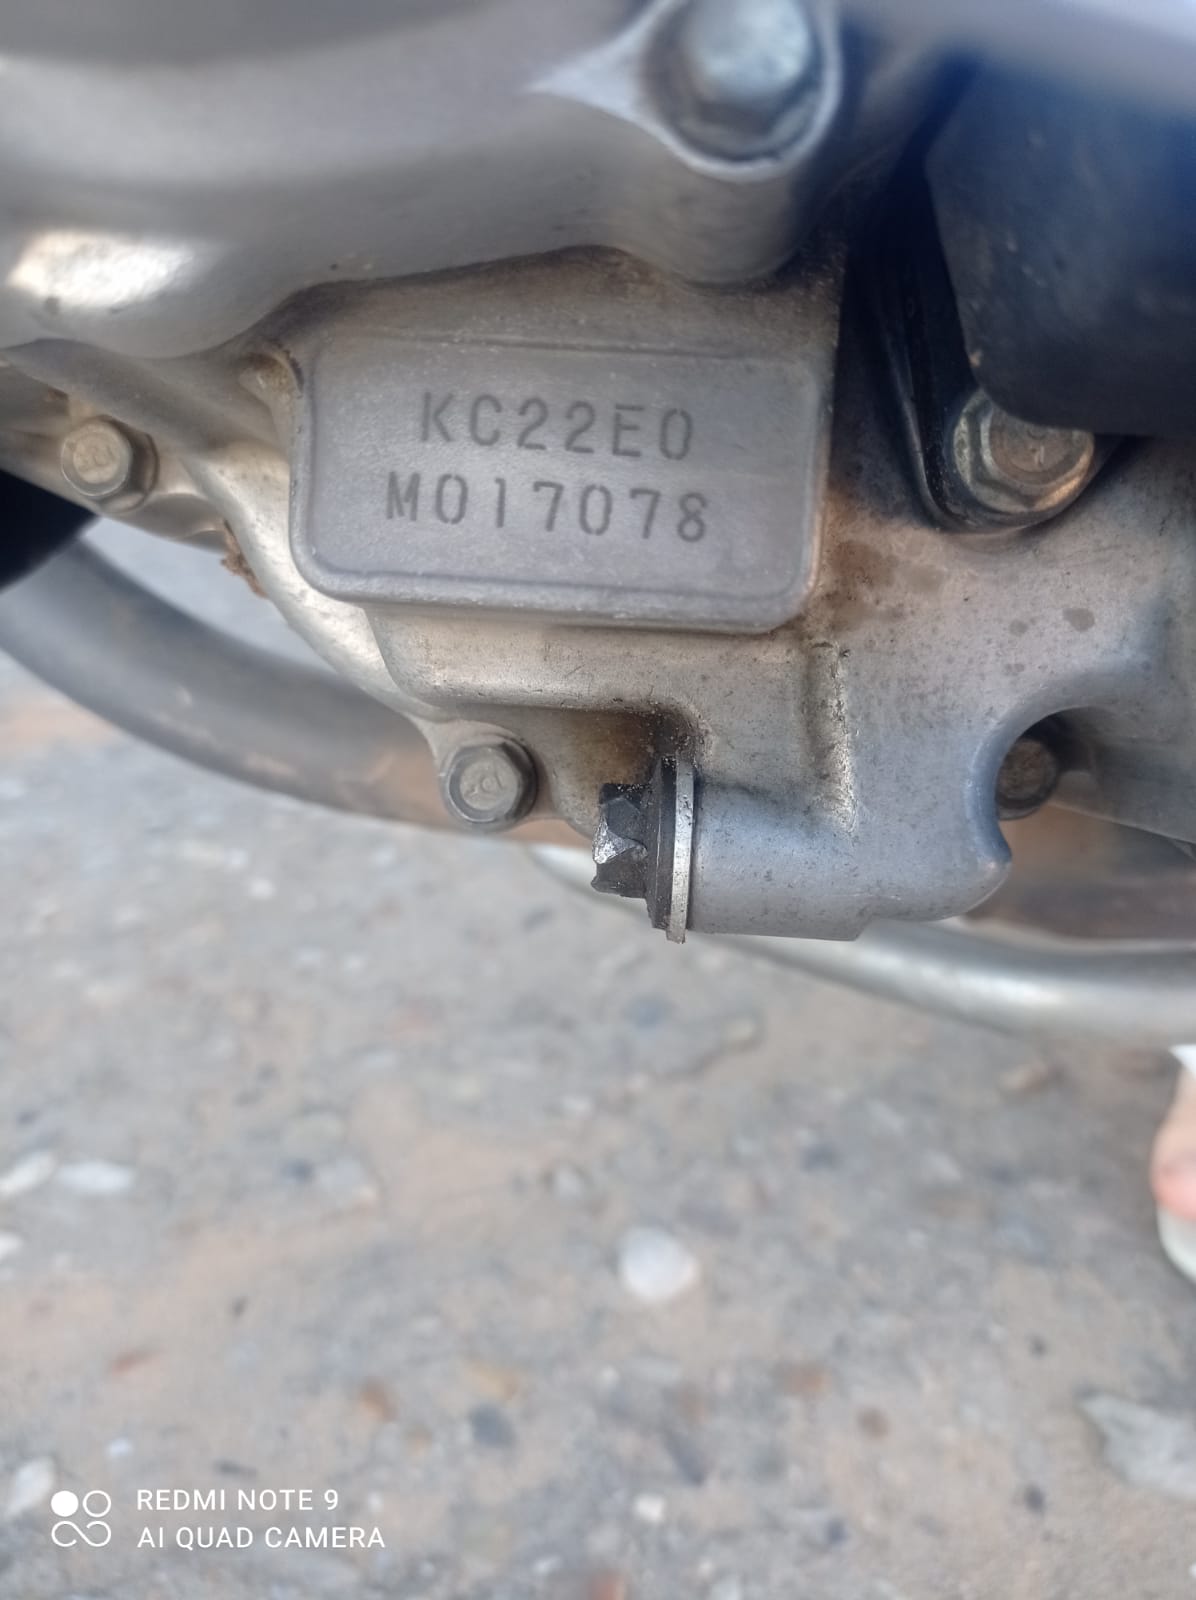 KC22E0
M017078
REDMI NOTE 9
AI QUAD CAMERA